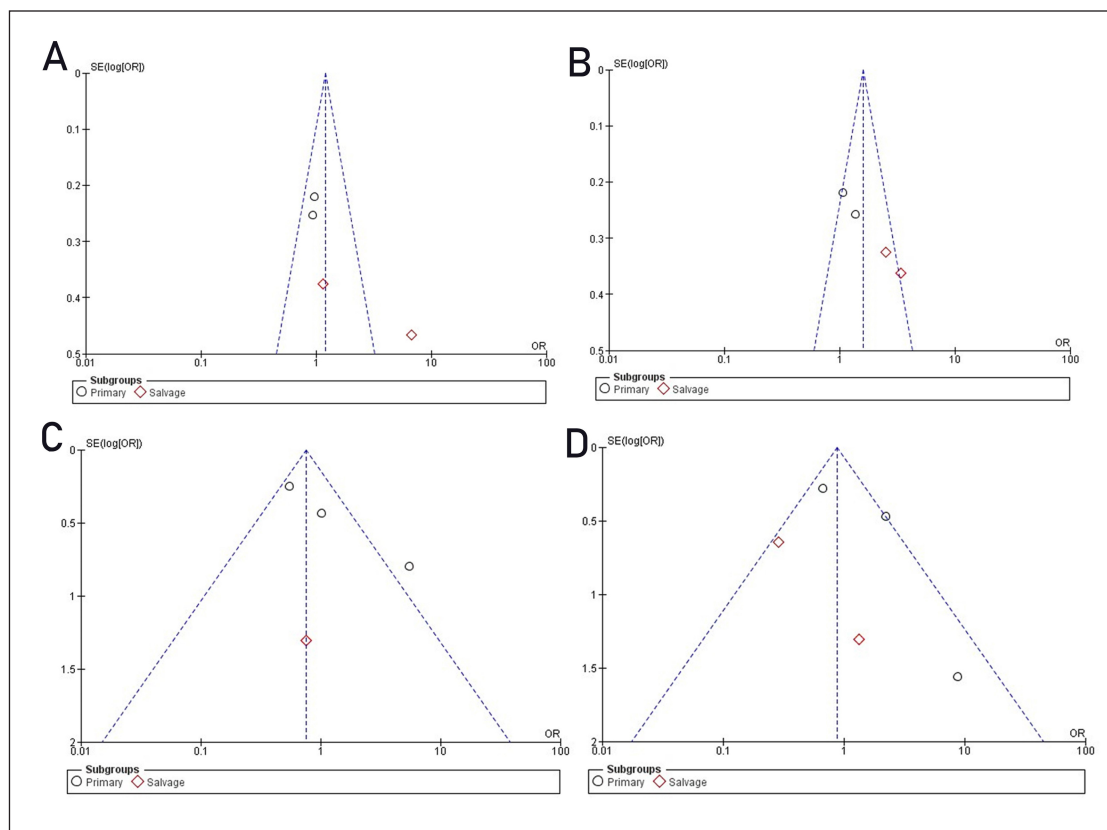 A
SE(log[OR])
0
0.1
0.2
0.3
0.4
0.5
0.01
0.1
1
10
100
OR
Subgroups
Primary
Salvage
B
SE(log[OR])
0
0.1
0.2
0.3
0.4
0.5
0.01
0.1
1
10
100
OR
Subgroups
Primary
Salvage
C
SE(log[OR])
0
0.5
1
1.5
2
0.01
0.1
1
10
100
OR
Subgroups
Primary
Salvage
D
SE(log[OR])
0
0.5
1
1.5
2
0.01
0.1
1
10
100
OR
Subgroups
Primary
Salvage